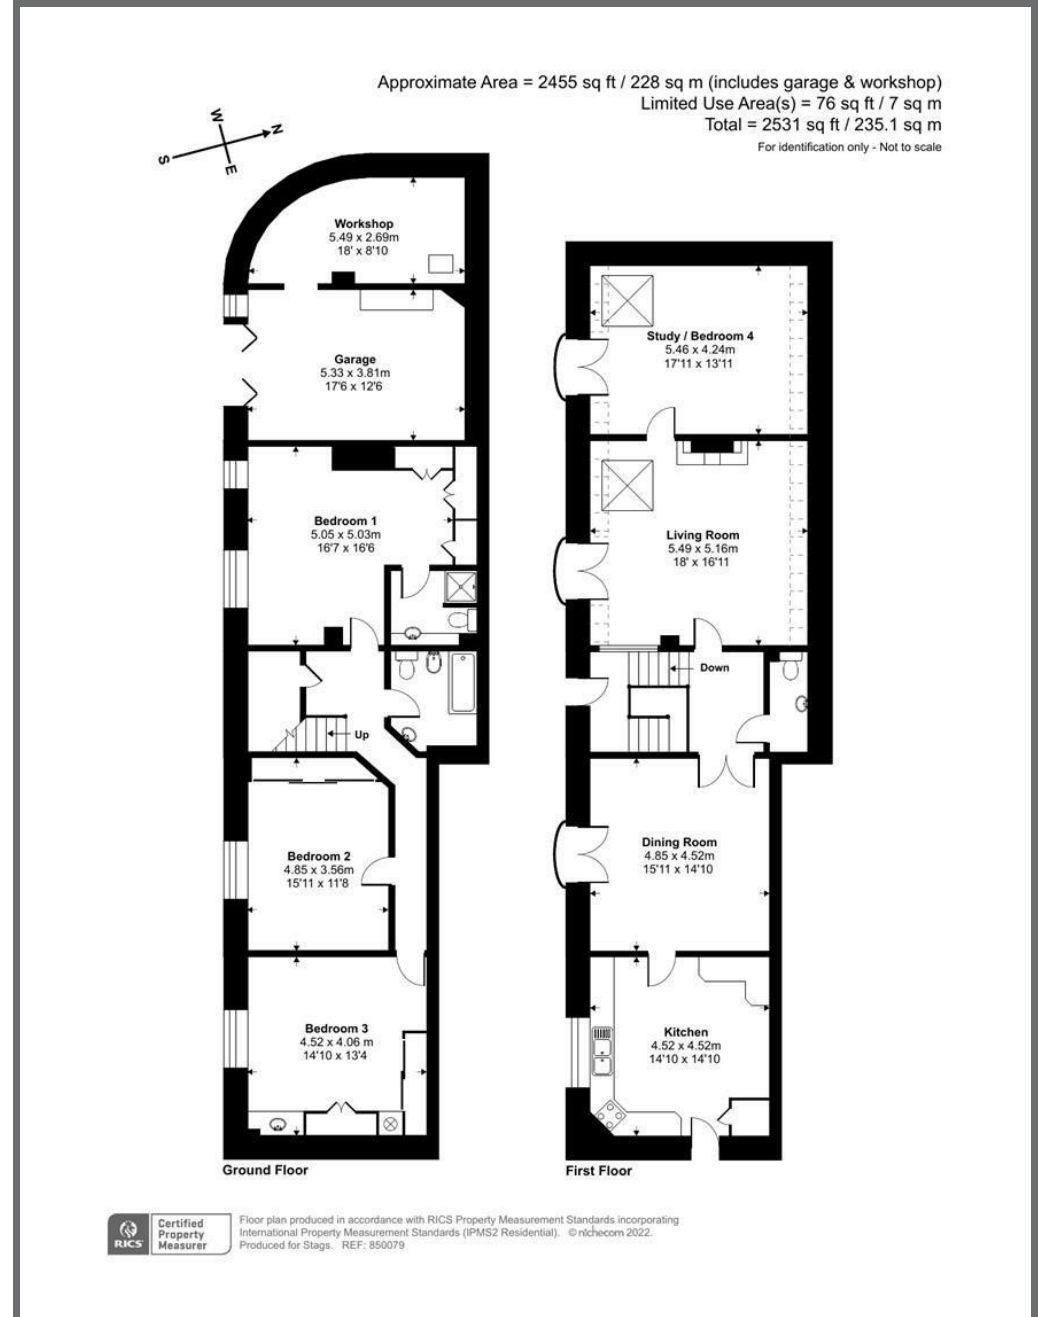 Approximate Area = 2455 sq ft / 228 sq m (includes garage & workshop)
Limited Use Area(s) = 76 sq ft / 7 sq m
Total = 2531 sq ft / 235.1 sq m
For identification only - Not to scale
W
N
S
E
Workshop
5.49 x 2.69m
18' x 8'10
Garage
5.33 x 3.81m
17'6 x 12'6
Bedroom 1
5.05 x 5.03m
16'7 x 16'6
Up
Bedroom 2
4.85 x 3.56m
15'11 x 11'8
Bedroom 3
4.52 x 4.06 m
14'10 x 13'4
Ground Floor
Study / Bedroom 4
5.46 x 4.24m
17'11 x 13'11
Living Room
5.49 x 5.16m
18' x 16'11
Down
Dining Room
4.85 x 4.52m
15'11 x 14'10
Kitchen
4.52 x 4.52m
14'10 x 14'10
First Floor
RICS
Certified
Property
Measurer
Floor plan produced in accordance with RICS Property Measurement Standards incorporating
International Property Measurement Standards (IPMS2 Residential). © nichecom 2022.
Produced for Stags. REF: 850079